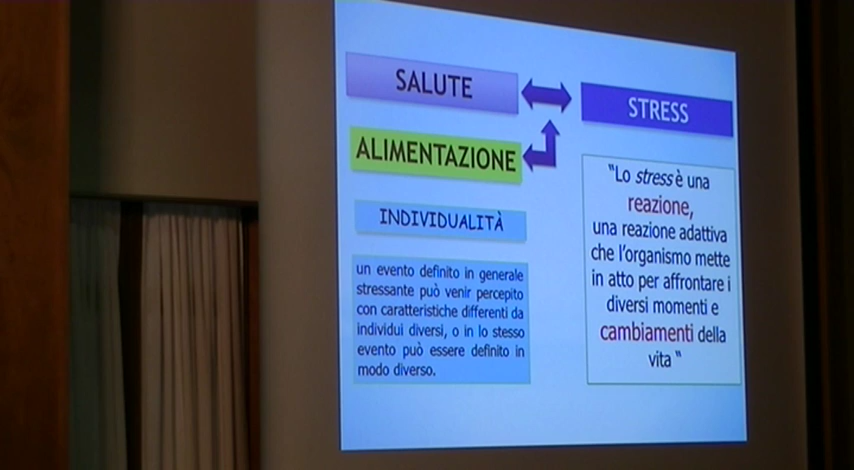 SALUTE
STRESS
ALIMENTAZIONE
INDIVIDUALITÀ
un evento definito in generale
stressante può venir percepito
con caratteristiche differenti da
individui diversi, o in lo stesso
evento può essere definito in
modo diverso.
"Lo stress è una
reazione,
una reazione adattiva
che l'organismo mette
in atto per affrontare i
diversi momenti e
cambiamenti della
vita "